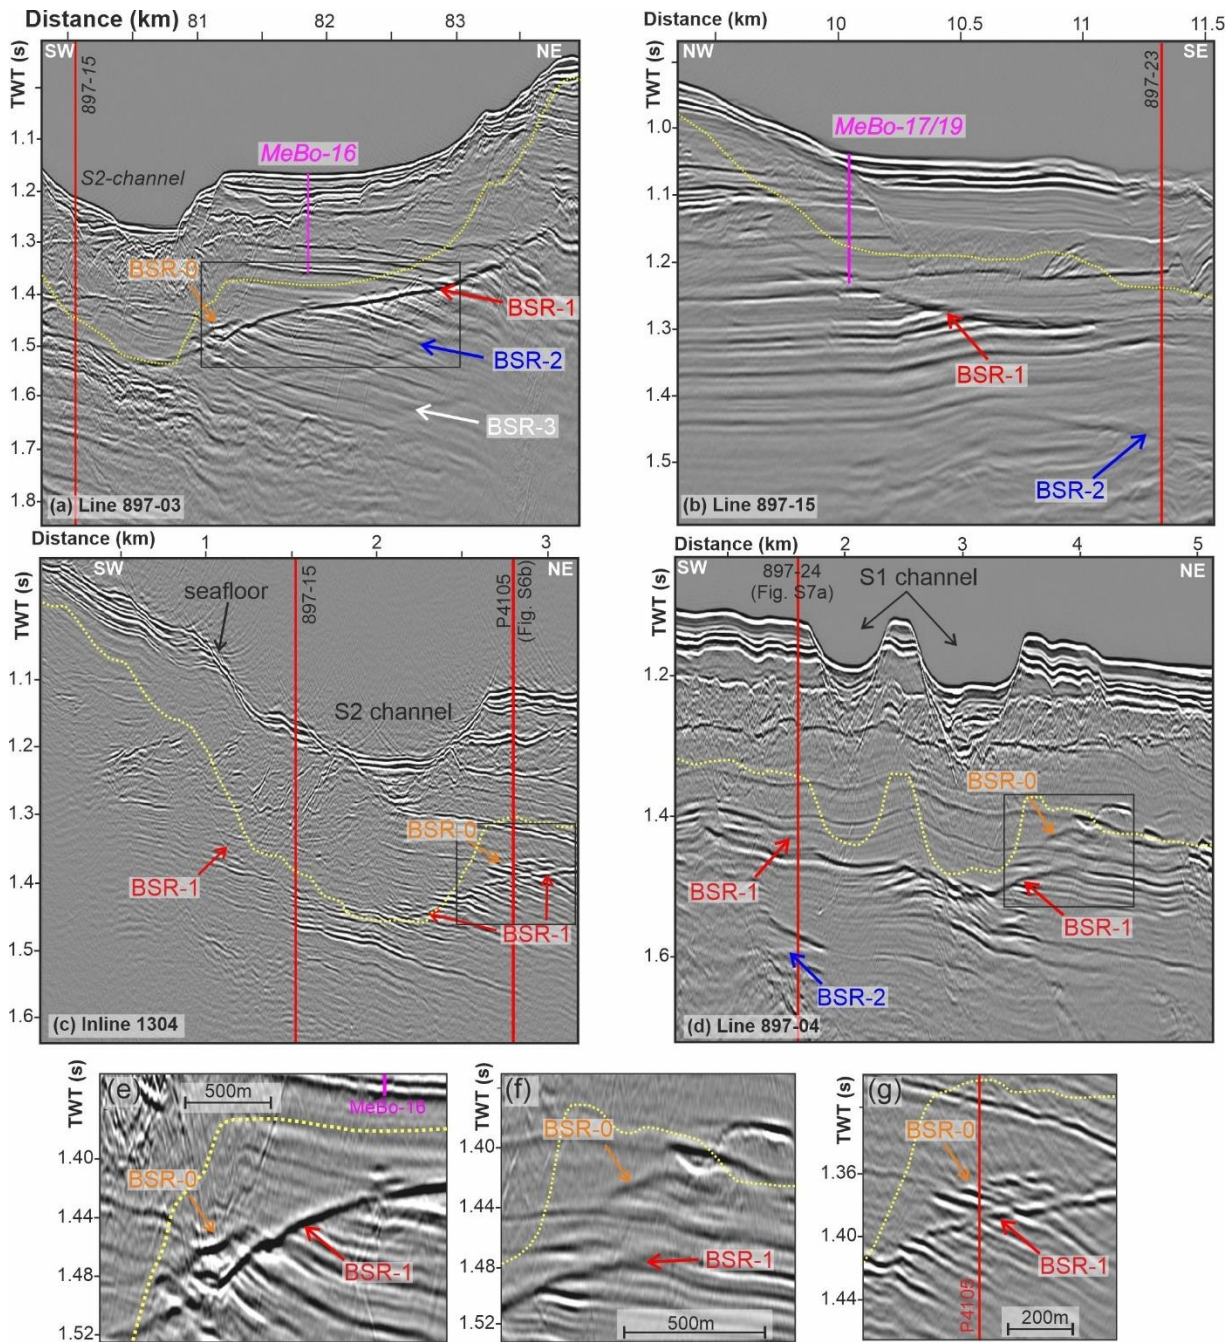 Distance (km) 81 82 83
TWT (s)
SW NE
897-15
1.1
1.2
1.3
1.4
1.5
1.6
1.7
1.8
S2-channel
MeBo-16
BSR-0
BSR-1
BSR-2
BSR-3
(a) Line 897-03
Distance (km) 10 10.5 11 11.5
TWT (s)
NW SE
897-23
1.0
1.1
1.2
1.3
1.4
1.5
MeBo-17/19
BSR-1
BSR-2
(b) Line 897-15
Distance (km) 1 2 3
TWT (s)
SW NE
seafloor
897-15
P4105
(Fig. S6b)
1.1
1.2
1.3
1.4
1.5
1.6
S2 channel
BSR-0
BSR-1
BSR-1
(c) Inline 1304
Distance (km) 2 3 4 5
TWT (s)
SW NE
897-24
(Fig. S7a)
S1 channel
1.2
1.4
1.6
BSR-0
BSR-1
BSR-1
BSR-2
(d) Line 897-04
TWT (s)
(e)
500m
MeBo-16
1.40
1.44
1.48
1.52
BSR-0
BSR-1
TWT (s)
(f)
1.40
1.44
1.48
1.52
BSR-0
BSR-1
500m
TWT (s)
(g)
1.36
1.40
1.44
BSR-0
BSR-1
P4105
200m